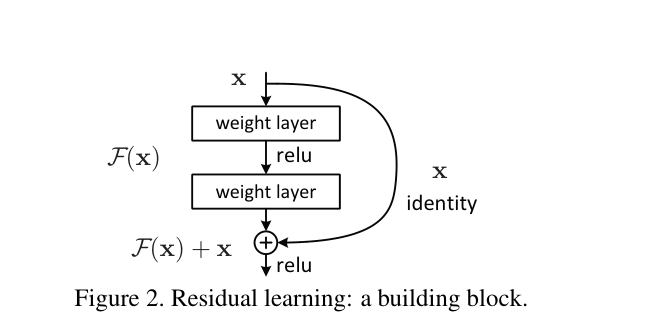 x
weight layer
F(x)
relu
x
weight layer
identity
F(x) + x
+
relu
Figure 2. Residual learning: a building block.